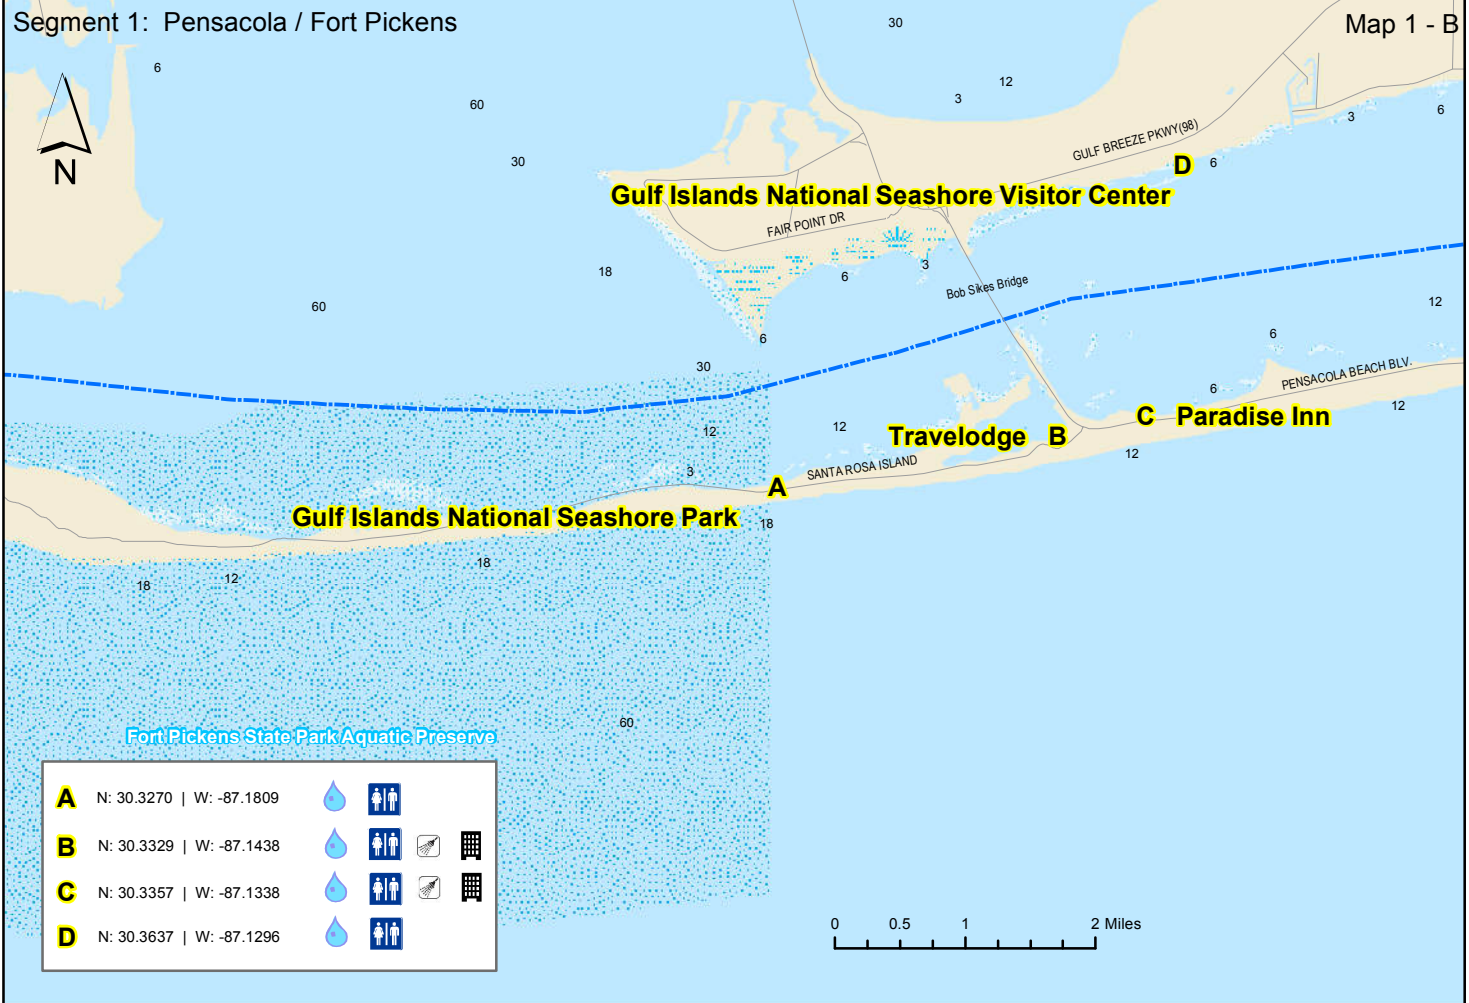 Segment 1: Pensacola / Fort Pickens
Map 1 - B
30
6
12
60
3
6
3
GULF BREEZE PKWY(98)
30
D
6
N
Gulf Islands National Seashore Visitor Center
FAIR POINT DR
3
18
6
Bob Sikes Bridge
60
12
6
6
30
PENSACOLA BEACH BLV.
6
12
12
12
C Paradise Inn
Travelodge B
12
SANTA ROSA ISLAND
3
A
Gulf Islands National Seashore Park
18
18
12
18
60
Fort Pickens State Park Aquatic Preserve
A N: 30.3270 | W: -87.1809
B N: 30.3329 | W: -87.1438
C N: 30.3357 | W: -87.1338
D N: 30.3637 | W: -87.1296
0 0.5 1 2 Miles